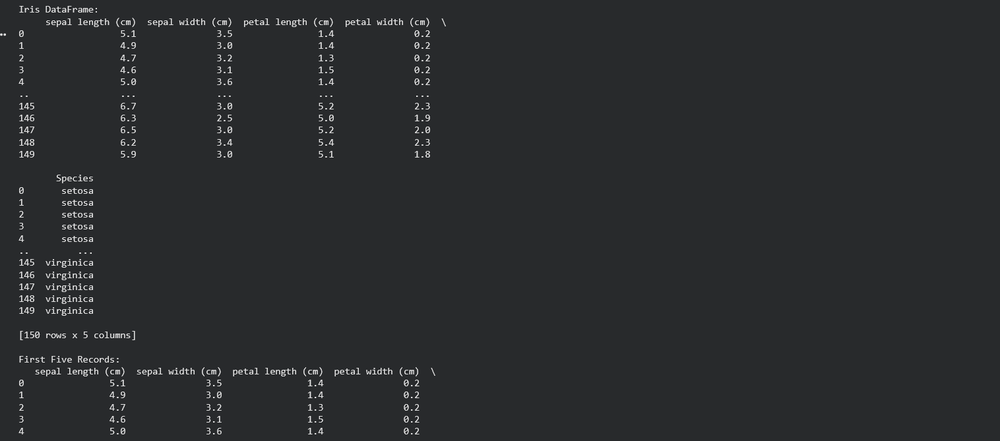 Iris DataFrame:
     sepal length (cm)  sepal width (cm)  petal length (cm)  petal width (cm)  \
0                  5.1               3.5                1.4               0.2
1                  4.9               3.0                1.4               0.2
2                  4.7               3.2                1.3               0.2
3                  4.6               3.1                1.5               0.2
4                  5.0               3.6                1.4               0.2
..                 ...               ...                ...               ...
145                6.7               3.0                5.2               2.3
146                6.3               2.5                5.0               1.9
147                6.5               3.0                5.2               2.0
148                6.2               3.4                5.4               2.3
149                5.9               3.0                5.1               1.8

       Species
0       setosa
1       setosa
2       setosa
3       setosa
4       setosa
..         ...
145  virginica
146  virginica
147  virginica
148  virginica
149  virginica

[150 rows x 5 columns]

First Five Records:
   sepal length (cm)  sepal width (cm)  petal length (cm)  petal width (cm)  \
0                5.1               3.5                1.4               0.2
1                4.9               3.0                1.4               0.2
2                4.7               3.2                1.3               0.2
3                4.6               3.1                1.5               0.2
4                5.0               3.6                1.4               0.2